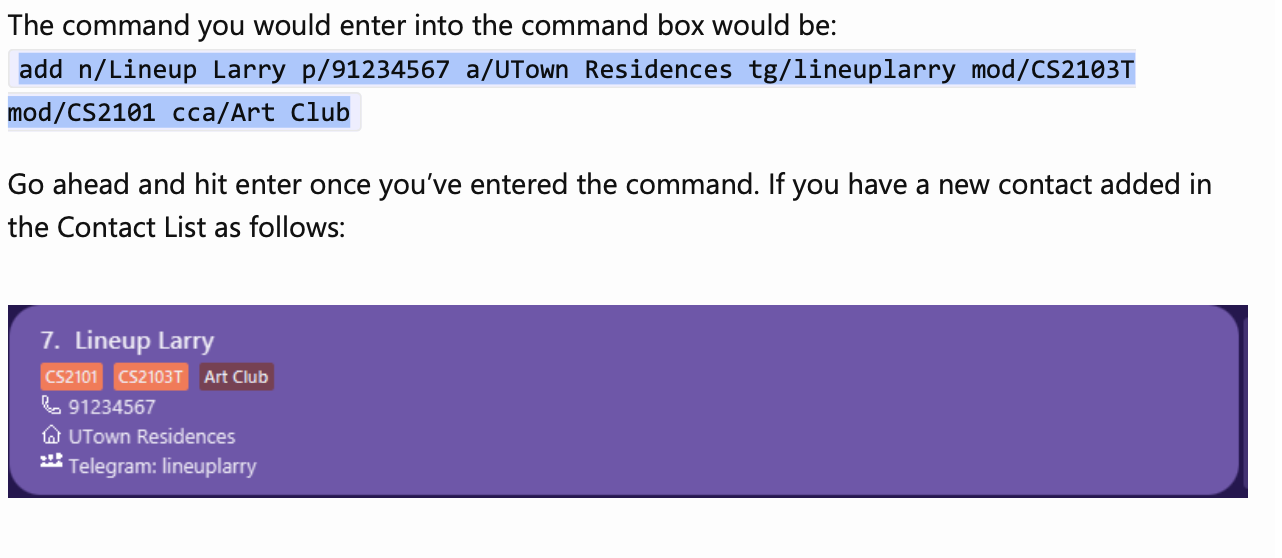 The command you would enter into the command box would be:
add n/Lineup Larry p/91234567 a/UTown Residences tg/lineuplarry mod/CS2103T
mod/CS2101 cca/Art Club
Go ahead and hit enter once you’ve entered the command. If you have a new contact added in
the Contact List as follows:
7. Lineup Larry
CS2101 CS2103T Art Club
91234567
UTown Residences
Telegram: lineuplarry